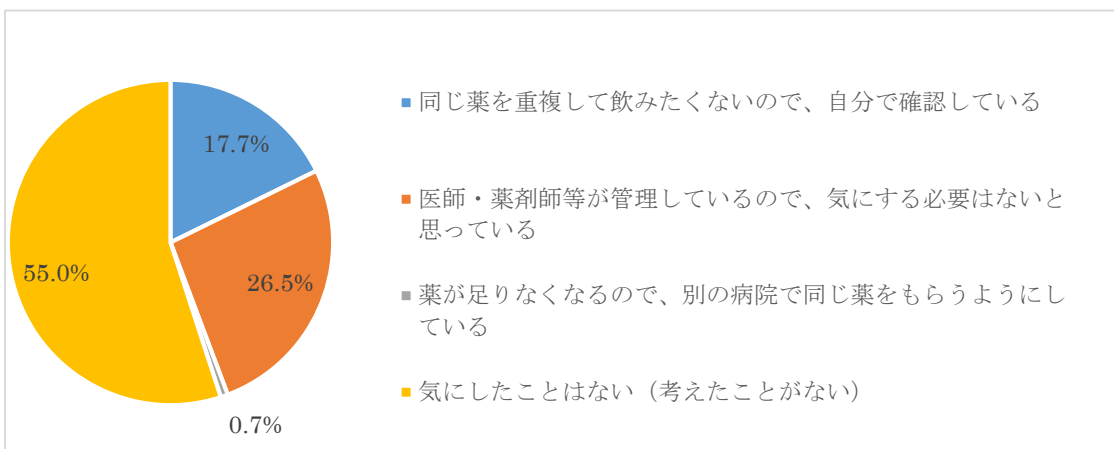 同じ薬を重複して飲みたくないので、自分で確認している
17.7%
医師・薬剤師等が管理しているので、気にする必要はないと
思っている
55.0%
26.5%
薬が足りなくなるので、別の病院で同じ薬をもらうようにし
ている
気にしたことはない（考えたことがない）
0.7%